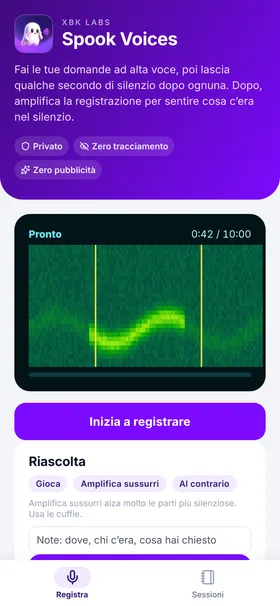 XBK LABS
Spook Voices
Fai le tue domande ad alta voce, poi lascia
qualche secondo di silenzio dopo ognuna. Dopo,
amplifica la registrazione per sentire cosa c’era
nel silenzio.
Privato
Zero tracciamento
Zero pubblicità
Pronto
0:42 / 10:00
Inizia a registrare
Riascolta
Gioca
Amplifica sussurri
Al contrario
Amplifica sussurri alza molto le parti più silenziose.
Usa le cuffie.
Note: dove, chi c’era, cosa hai chiesto
Registra
Sessioni